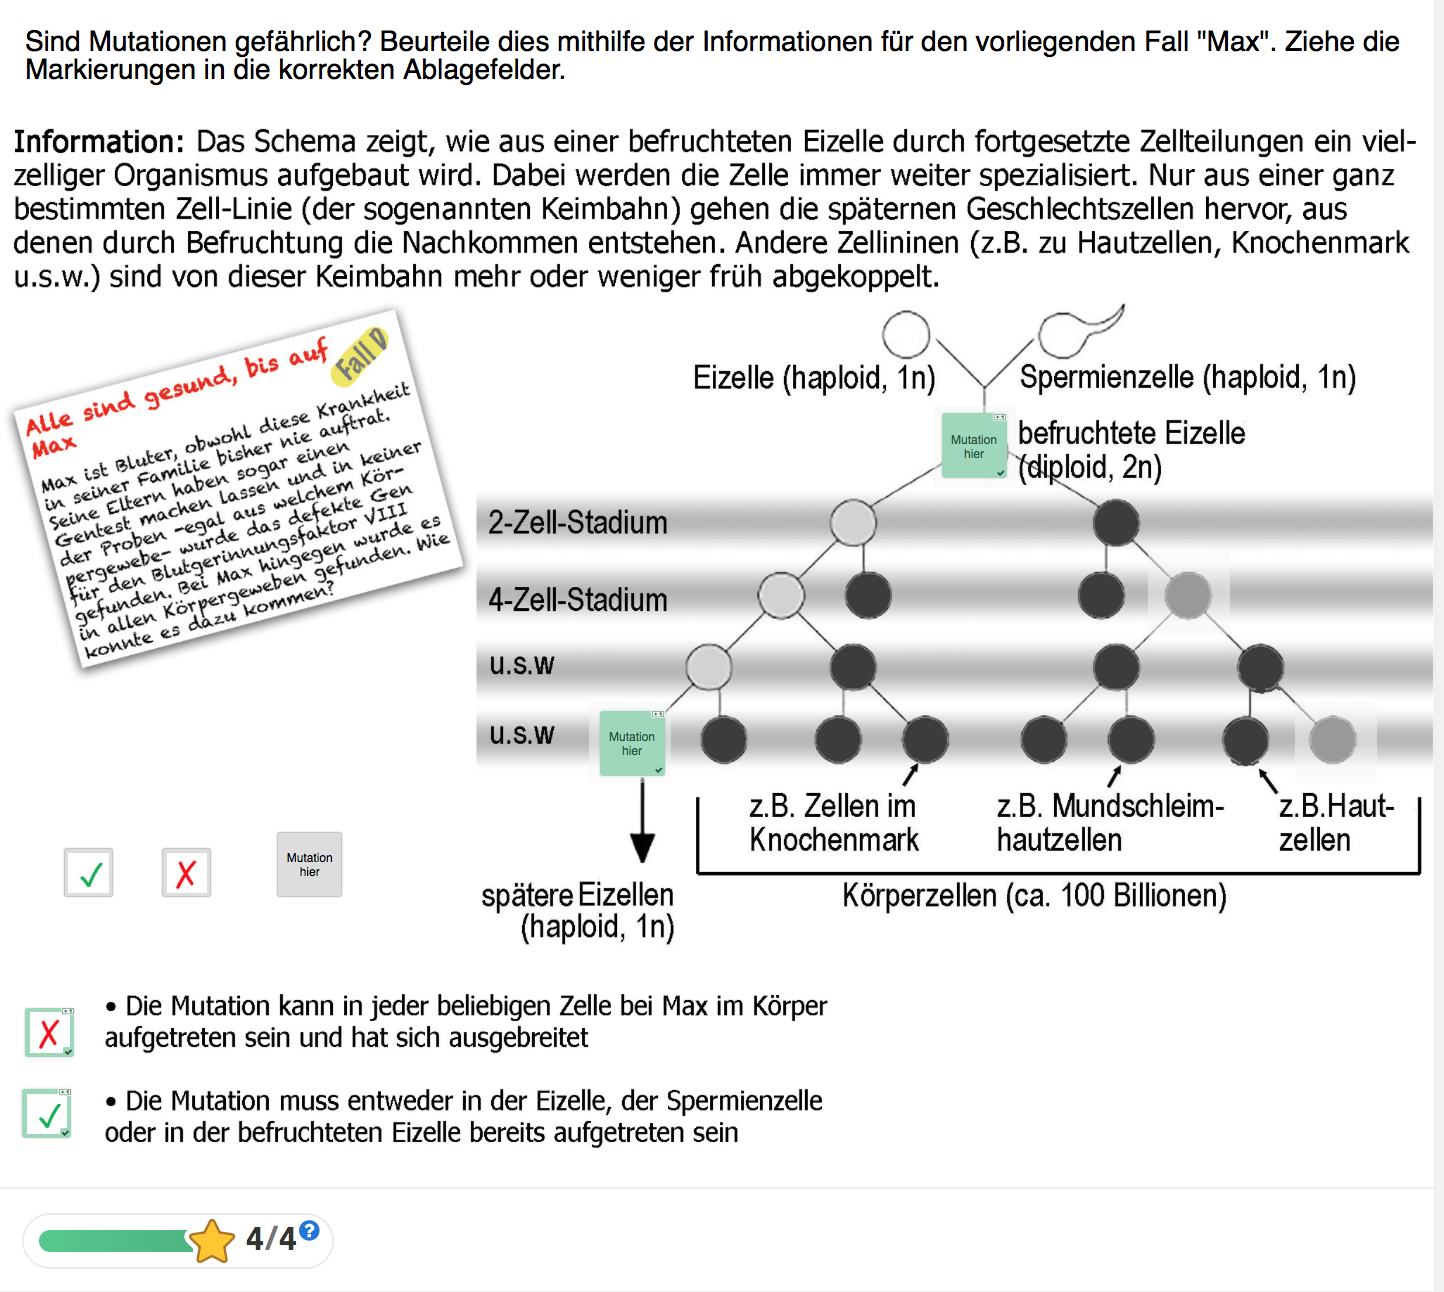 Sind Mutationen gefährlich? Beurteile dies mithilfe der Informationen für den vorliegenden Fall "Max". Ziehe die
Markierungen in die korrekten Ablagefelder.
Information: Das Schema zeigt, wie aus einer befruchteten Eizelle durch fortgesetzte Zellteilungen ein viel-
zelliger Organismus aufgebaut wird. Dabei werden die Zelle immer weiter spezialisiert. Nur aus einer ganz
bestimmten Zell-Linie (der sogenannten Keimbahn) gehen die späternen Geschlechtszellen hervor, aus
denen durch Befruchtung die Nachkommen entstehen. Andere Zellininen (z.B. zu Hautzellen, Knochenmark
u.s.w.) sind von dieser Keimbahn mehr oder weniger früh abgekoppelt.
Fall D
Alle sind gesund, bis auf
Max
Max ist Bluter, obwohl diese Krankheit
in seiner Familie bisher nie auftrat.
Seine Eltern haben sogar einen
Gentest machen lassen und in keiner
der Proben -egal aus welchem Kör-
pergewebe- wurde das defekte Gen
für den Blutgerinnungsfaktor VIII
gefunden. Bei Max hingegen wurde es
in allen Körpergeweben gefunden. Wie
konnte es dazu kommen?
Eizelle (haploid, 1n)
Spermienzelle (haploid, 1n)
Mutation
hier
befruchtete Eizelle
(diploid, 2n)
2-Zell-Stadium
4-Zell-Stadium
u.s.w
u.s.w
Mutation
hier
z.B. Zellen im
Knochenmark
z.B. Mundschleim-
hautzellen
z.B.Haut-
zellen
spätere Eizellen
(haploid, 1n)
Körperzellen (ca. 100 Billionen)
Mutation
hier
• Die Mutation kann in jeder beliebigen Zelle bei Max im Körper
aufgetreten sein und hat sich ausgebreitet
• Die Mutation muss entweder in der Eizelle, der Spermienzelle
oder in der befruchteten Eizelle bereits aufgetreten sein
4/4
?